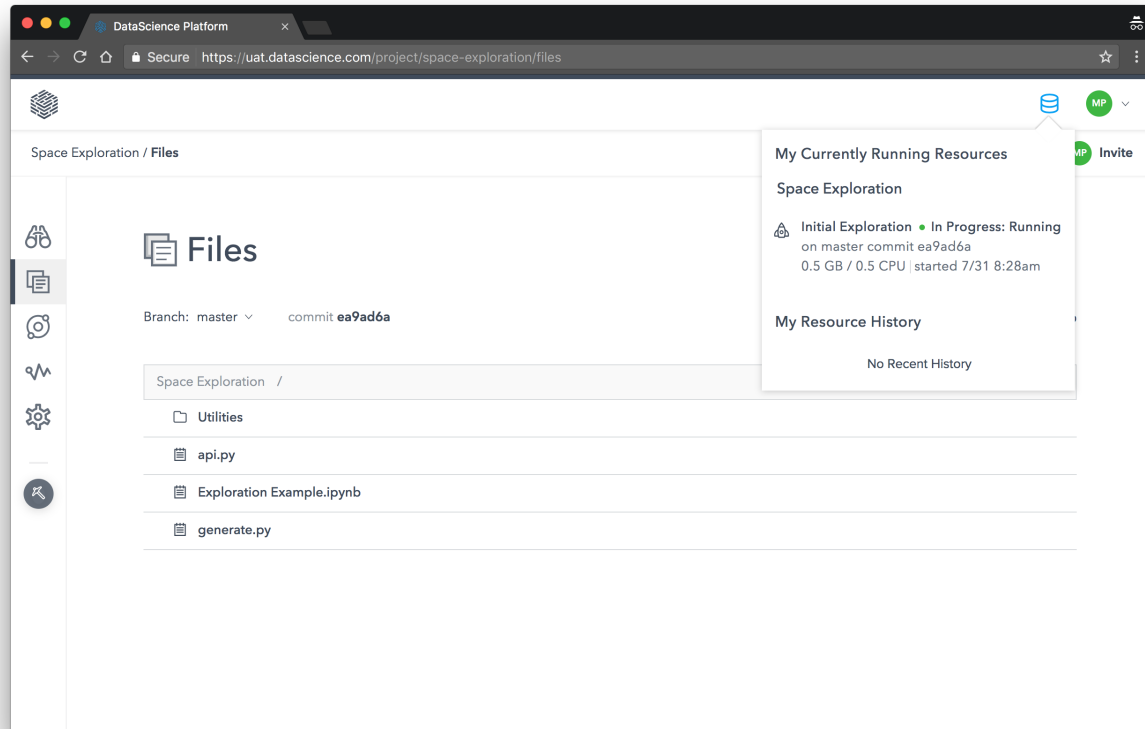 DataScience Platform
Secure https://uat.datascience.com/project/space-exploration/files
MP
Space Exploration / Files
MP Invite
My Currently Running Resources
Space Exploration
Initial Exploration • In Progress: Running
on master commit ea9ad6a
0.5 GB / 0.5 CPU | started 7/31 8:28am
My Resource History
No Recent History
Files
Branch: master
commit ea9ad6a
Space Exploration /
Utilities
api.py
Exploration Example.ipynb
generate.py